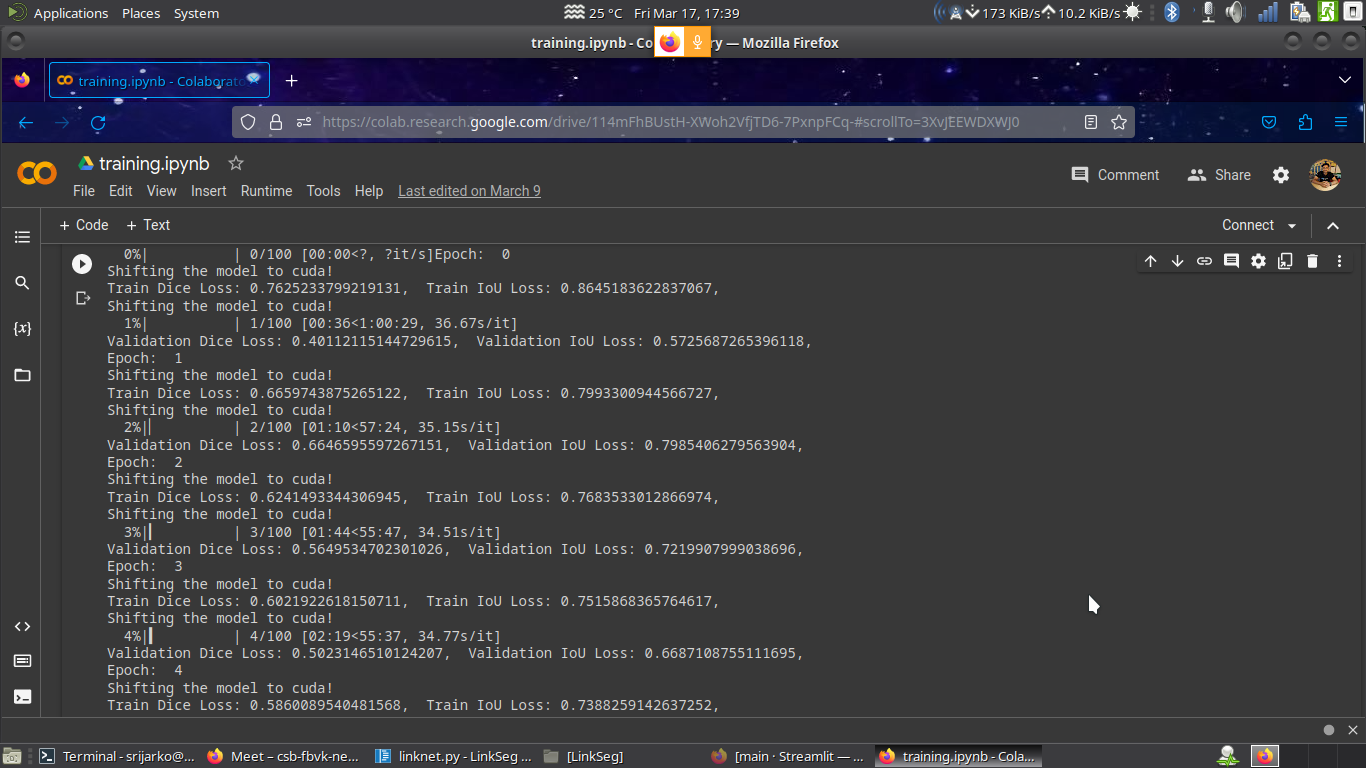 Applications Places System 25 °C Fri Mar 17, 17:39 173 KiB/s 10.2 KiB/s
training.ipynb - Co ry — Mozilla Firefox
training.ipynb - Colaborato
https://colab.research.google.com/drive/114mFhBUstH-XWoh2VfjTD6-7PxnpFCq-#scrollTo=3XvJEEWDXWJ0
training.ipynb
Comment Share
File Edit View Insert Runtime Tools Help Last edited on March 9
+ Code + Text Connect
0%| | 0/100 [00:00<?, ?it/s]Epoch: 0
Shifting the model to cuda!
Train Dice Loss: 0.7625233799219131, Train IoU Loss: 0.8645183622837067,
Shifting the model to cuda!
1%| | 1/100 [00:36<1:00:29, 36.67s/it]
Validation Dice Loss: 0.40112115144729615, Validation IoU Loss: 0.5725687265396118,
Epoch: 1
Shifting the model to cuda!
Train Dice Loss: 0.6659743875265122, Train IoU Loss: 0.7993300944566727,
Shifting the model to cuda!
2%| | 2/100 [01:10<57:24, 35.15s/it]
Validation Dice Loss: 0.6646595597267151, Validation IoU Loss: 0.7985406279563904,
Epoch: 2
Shifting the model to cuda!
Train Dice Loss: 0.6241493344306945, Train IoU Loss: 0.7683533012866974,
Shifting the model to cuda!
3%| | 3/100 [01:44<55:47, 34.51s/it]
Validation Dice Loss: 0.5649534702301026, Validation IoU Loss: 0.7219907999038696,
Epoch: 3
Shifting the model to cuda!
Train Dice Loss: 0.6021922618150711, Train IoU Loss: 0.7515868365764617,
Shifting the model to cuda!
4%| | 4/100 [02:19<55:37, 34.77s/it]
Validation Dice Loss: 0.5023146510124207, Validation IoU Loss: 0.6687108755111695,
Epoch: 4
Shifting the model to cuda!
Train Dice Loss: 0.5860089540481568, Train IoU Loss: 0.7388259142637252,
Terminal - srijarko@... Meet – csb-fbvk-ne... linknet.py - LinkSeg ... [LinkSeg] [main · Streamlit — ... training.ipynb - Cola...